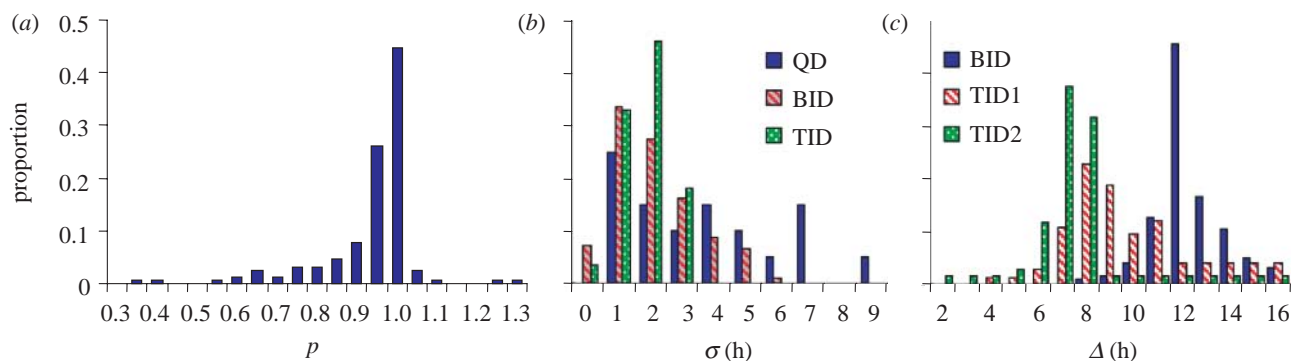 (a)
0.5
0.4
0.3
0.2
0.1
0
proportion
0.3 0.4 0.5 0.6 0.7 0.8 0.9 1.0 1.1 1.2 1.3
p
(b)
QD
BID
TID
0 1 2 3 4 5 6 7 8 9
σ (h)
(c)
BID
TID1
TID2
2 4 6 8 10 12 14 16
Δ (h)